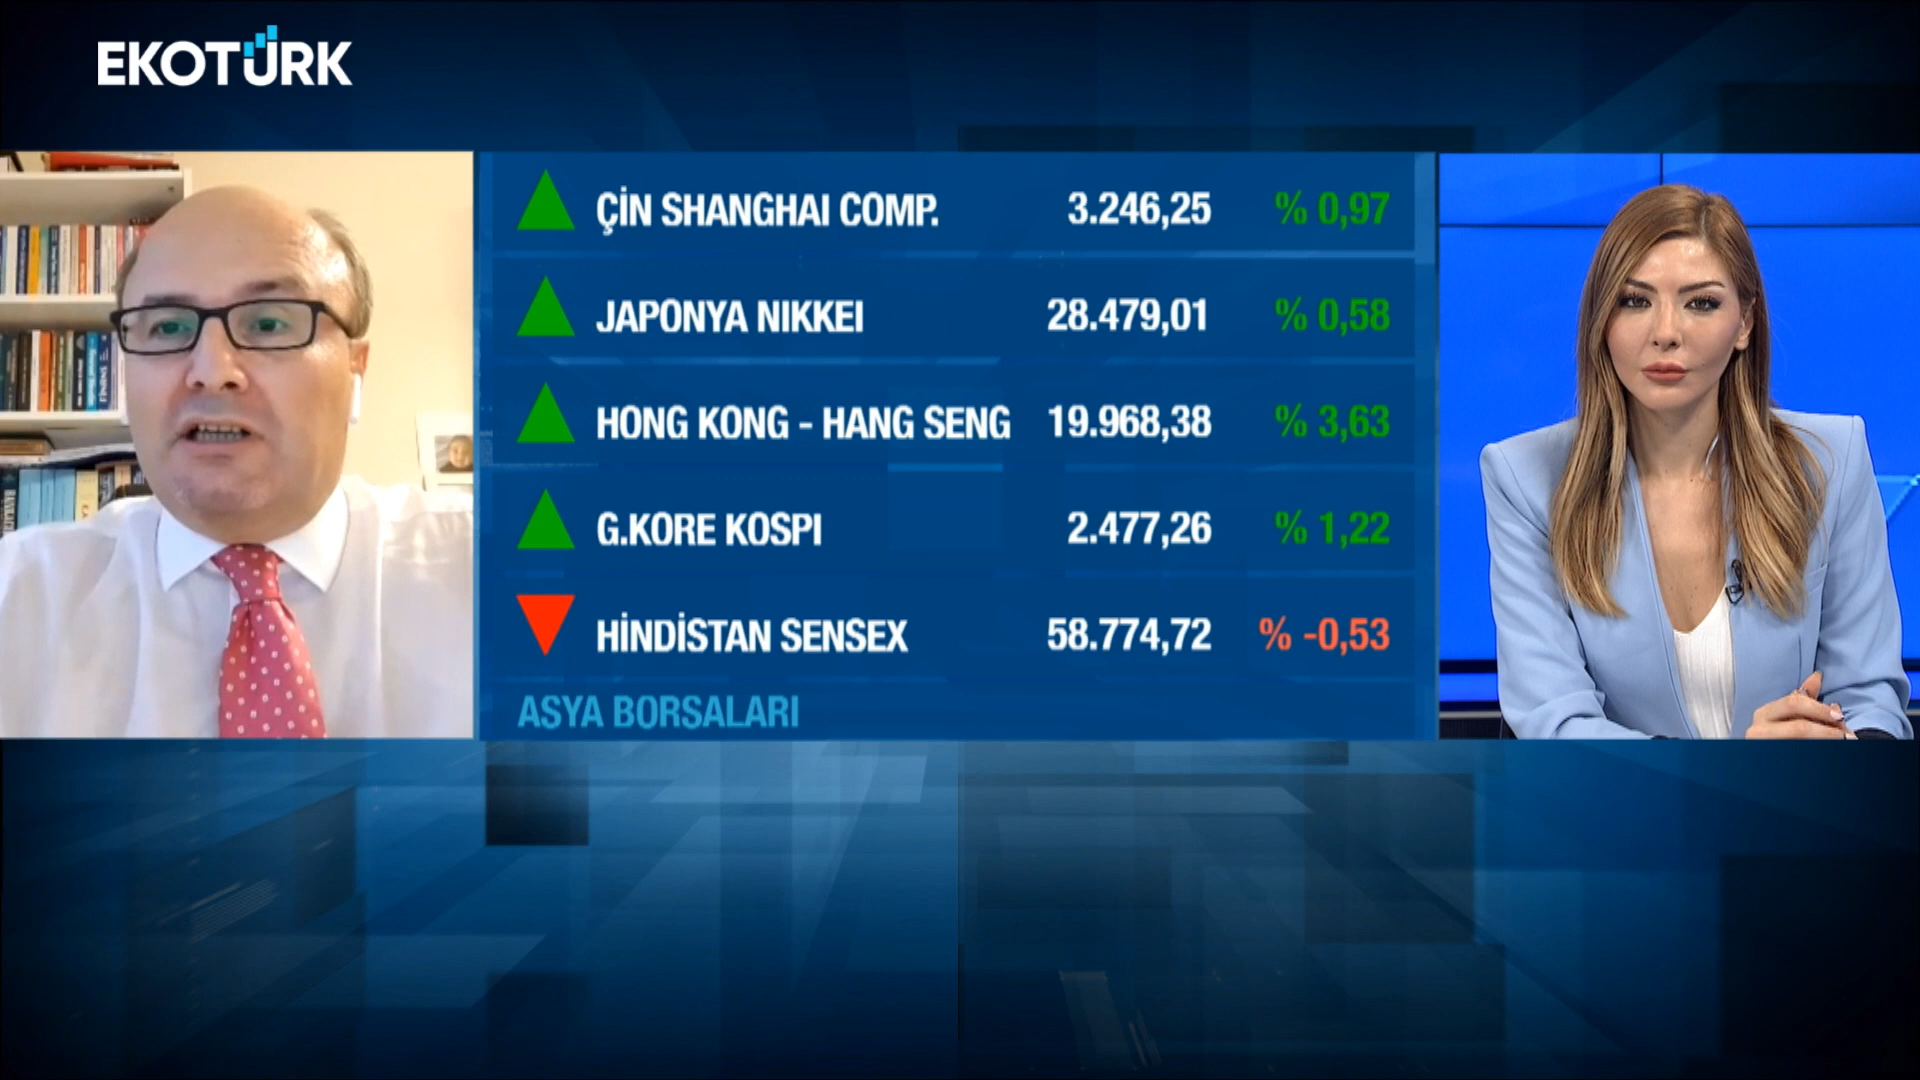 EKOTÜRK
ÇİN SHANGHAI COMP. 3.246,25 % 0,97
JAPONYA NIKKEI 28.479,01 % 0,58
HONG KONG - HANG SENG 19.968,38 % 3,63
G.KORE KOSPI 2.477,26 % 1,22
HİNDİSTAN SENSEX 58.774,72 % -0,53
ASYA BORSALARI